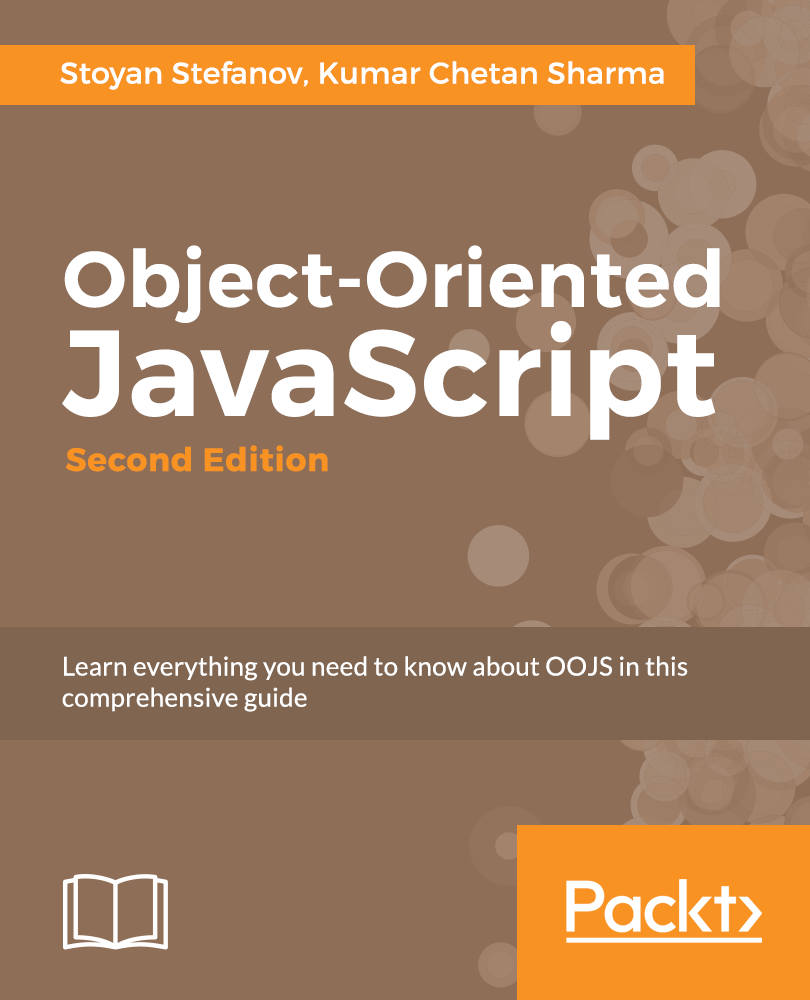 Stoyan Stefanov, Kumar Chetan Sharma
Object-Oriented
JavaScript
Second Edition
Learn everything you need to know about OOJS in this
comprehensive guide
Packt>